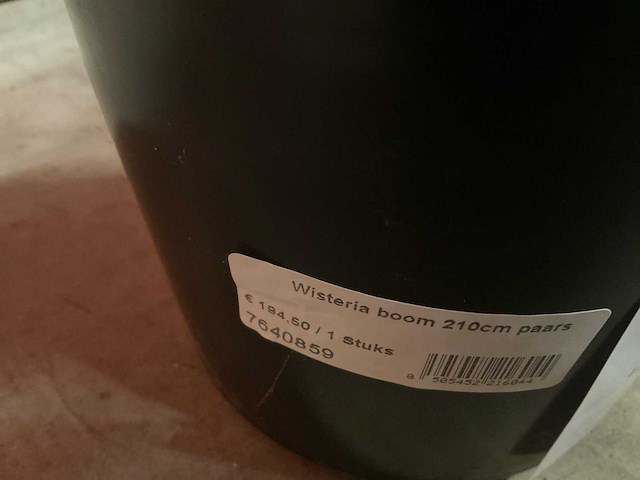 Wisteria boom 210cm paars
€ 194,50 / 1 Stuks
7640859